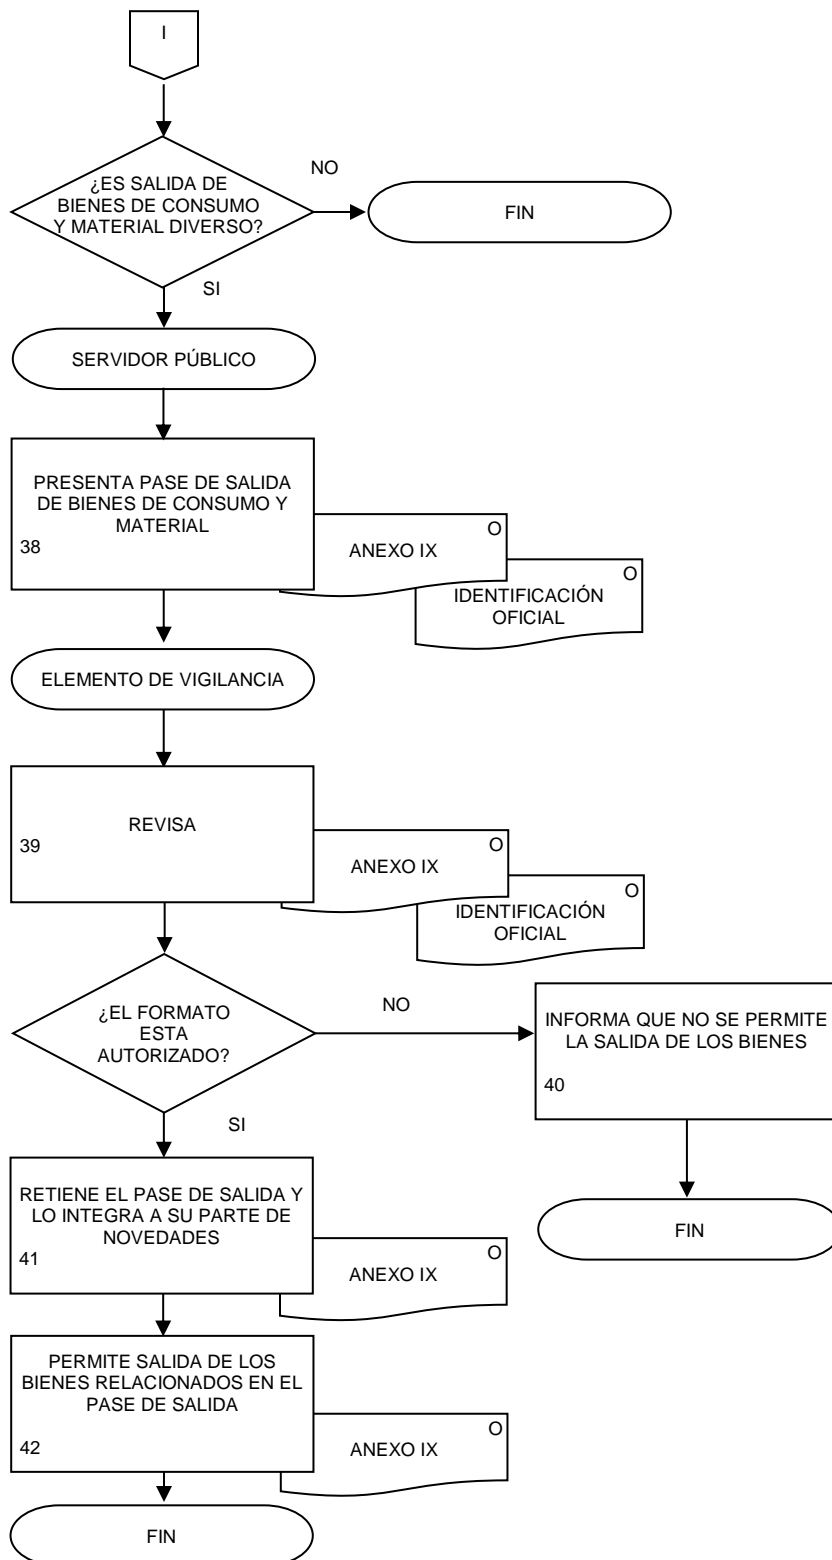 I
¿ES SALIDA DE
BIENES DE CONSUMO
Y MATERIAL DIVERSO?
NO
FIN
SI
SERVIDOR PÚBLICO
PRESENTA PASE DE SALIDA
DE BIENES DE CONSUMO Y
MATERIAL
38
ANEXO IX
O
IDENTIFICACIÓN
OFICIAL
O
ELEMENTO DE VIGILANCIA
REVISA
39
ANEXO IX
O
IDENTIFICACIÓN
OFICIAL
O
¿EL FORMATO
ESTA
AUTORIZADO?
NO
INFORMA QUE NO SE PERMITE
LA SALIDA DE LOS BIENES
40
FIN
SI
RETIENE EL PASE DE SALIDA Y
LO INTEGRA A SU PARTE DE
NOVEDADES
41
ANEXO IX
O
PERMITE SALIDA DE LOS
BIENES RELACIONADOS EN EL
PASE DE SALIDA
42
ANEXO IX
O
FIN